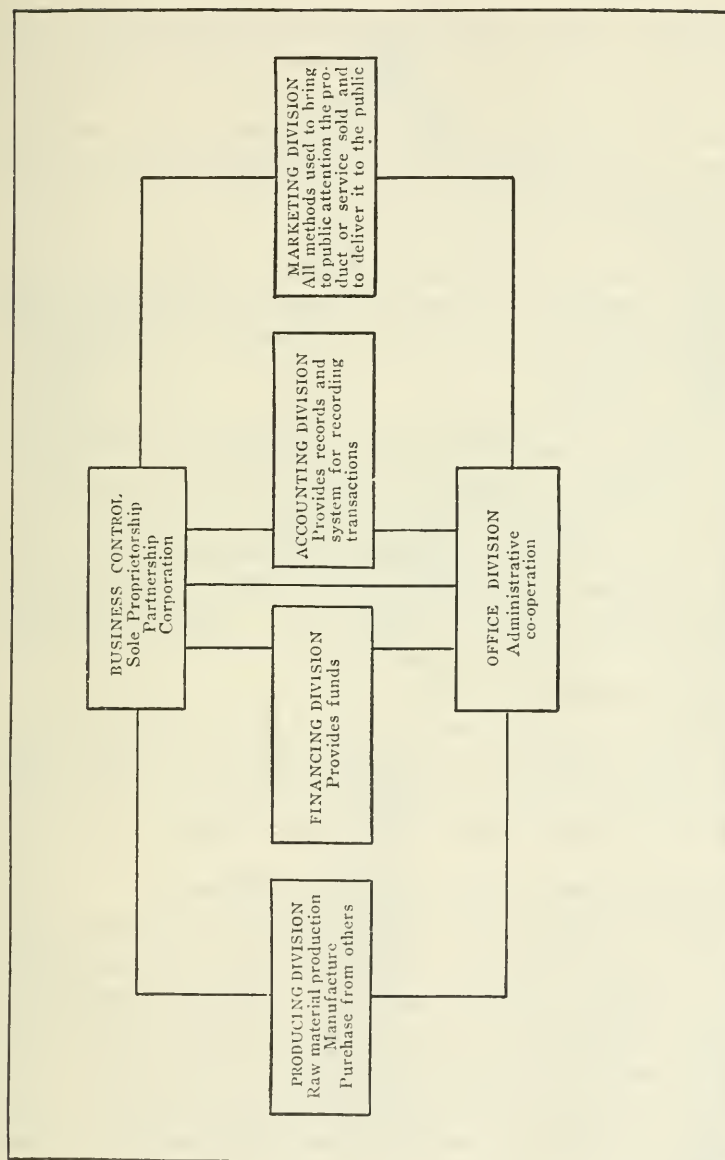 BUSINESS CONTROL
Sole Proprietorship
Partnership
Corporation
PRODUCING DIVISION
Raw material production
Manufacture
Purchase from others
FINANCING DIVISION
Provides funds
ACCOUNTING DIVISION
Provides records and
system for recording
transactions
MARKETING DIVISION
All methods used to bring
to public attention the pro-
duct or service sold and
to deliver it to the public
OFFICE DIVISION
Administrative
co-operation